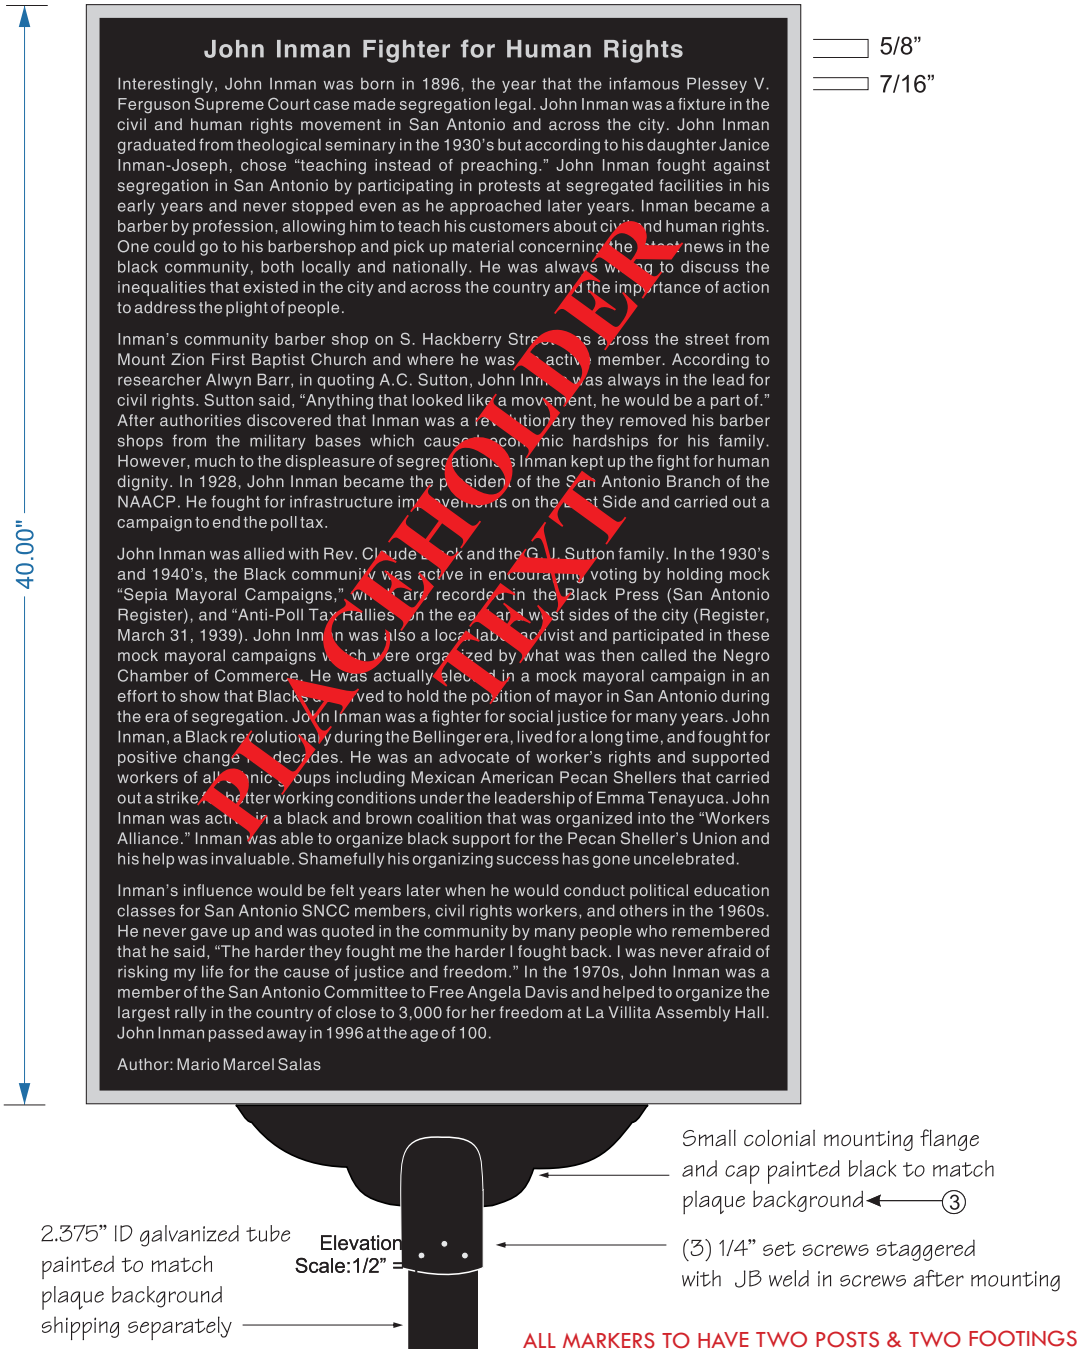 John Inman Fighter for Human Rights
Interestingly, John Inman was born in 1896, the year that the infamous Plessey V.
Ferguson Supreme Court case made segregation legal. John Inman was a fixture in the
civil and human rights movement in San Antonio and across the city. John Inman
graduated from theological seminary in the 1930’s but according to his daughter Janice
Inman-Joseph, chose “teaching instead of preaching.” John Inman fought against
segregation in San Antonio by participating in protests at segregated facilities in his
early years and never stopped even as he approached later years. Inman became a
barber by profession, allowing him to teach his customers about civil and human rights.
One could go to his barbershop and pick up material concerning the latest news in the
black community, both locally and nationally. He was always willing to discuss the
inequalities that existed in the city and across the country and the importance of action
to address the plight of people.
Inman’s community barber shop on S. Hackberry Street was across the street from
Mount Zion First Baptist Church and where he was an active member. According to
researcher Alwyn Barr, in quoting A.C. Sutton, John Inman was always in the lead for
civil rights. Sutton said, “Anything that looked like a movement, he would be a part of.”
After authorities discovered that Inman was a revolutionary they removed his barber
shops from the military bases which caused economic hardships for his family.
However, much to the displeasure of segregationists Inman kept up the fight for human
dignity. In 1928, John Inman became the president of the San Antonio Branch of the
NAACP. He fought for infrastructure improvements on the East Side and carried out a
campaign to end the poll tax.
John Inman was allied with Rev. Claude Black and the G. J. Sutton family. In the 1930’s
and 1940’s, the Black community was active in encouraging voting by holding mock
“Sepia Mayoral Campaigns,” which are recorded in the Black Press (San Antonio
Register), and “Anti-Poll Tax Rallies” on the east and west sides of the city (Register,
March 31, 1939). John Inman was also a local labor activist and participated in these
mock mayoral campaigns which were organized by what was then called the Negro
Chamber of Commerce. He was actually elected in a mock mayoral campaign in an
effort to show that Blacks deserved to hold the position of mayor in San Antonio during
the era of segregation. John Inman was a fighter for social justice for many years. John
Inman, a Black revolutionary during the Bellinger era, lived for a long time, and fought for
positive change for decades. He was an advocate of worker’s rights and supported
workers of all ethnic groups including Mexican American Pecan Shellers that carried
out a strike for better working conditions under the leadership of Emma Tenayuca. John
Inman was active in a black and brown coalition that was organized into the “Workers
Alliance.” Inman was able to organize black support for the Pecan Sheller’s Union and
his help was invaluable. Shamefully his organizing success has gone uncelebrated.
Inman’s influence would be felt years later when he would conduct political education
classes for San Antonio SNCC members, civil rights workers, and others in the 1960s.
He never gave up and was quoted in the community by many people who remembered
that he said, “The harder they fought me the harder I fought back. I was never afraid of
risking my life for the cause of justice and freedom.” In the 1970s, John Inman was a
member of the San Antonio Committee to Free Angela Davis and helped to organize the
largest rally in the country of close to 3,000 for her freedom at La Villita Assembly Hall.
John Inman passed away in 1996 at the age of 100.
Author: Mario Marcel Salas
PLACEHOLDER
TEXT
5/8”
7/16”
40.00"
Small colonial mounting flange
and cap painted black to match
plaque background
3
2.375” ID galvanized tube
painted to match
plaque background
shipping separately
Elevation
Scale:1/2” =
(3) 1/4” set screws staggered
with JB weld in screws after mounting
ALL MARKERS TO HAVE TWO POSTS & TWO FOOTINGS